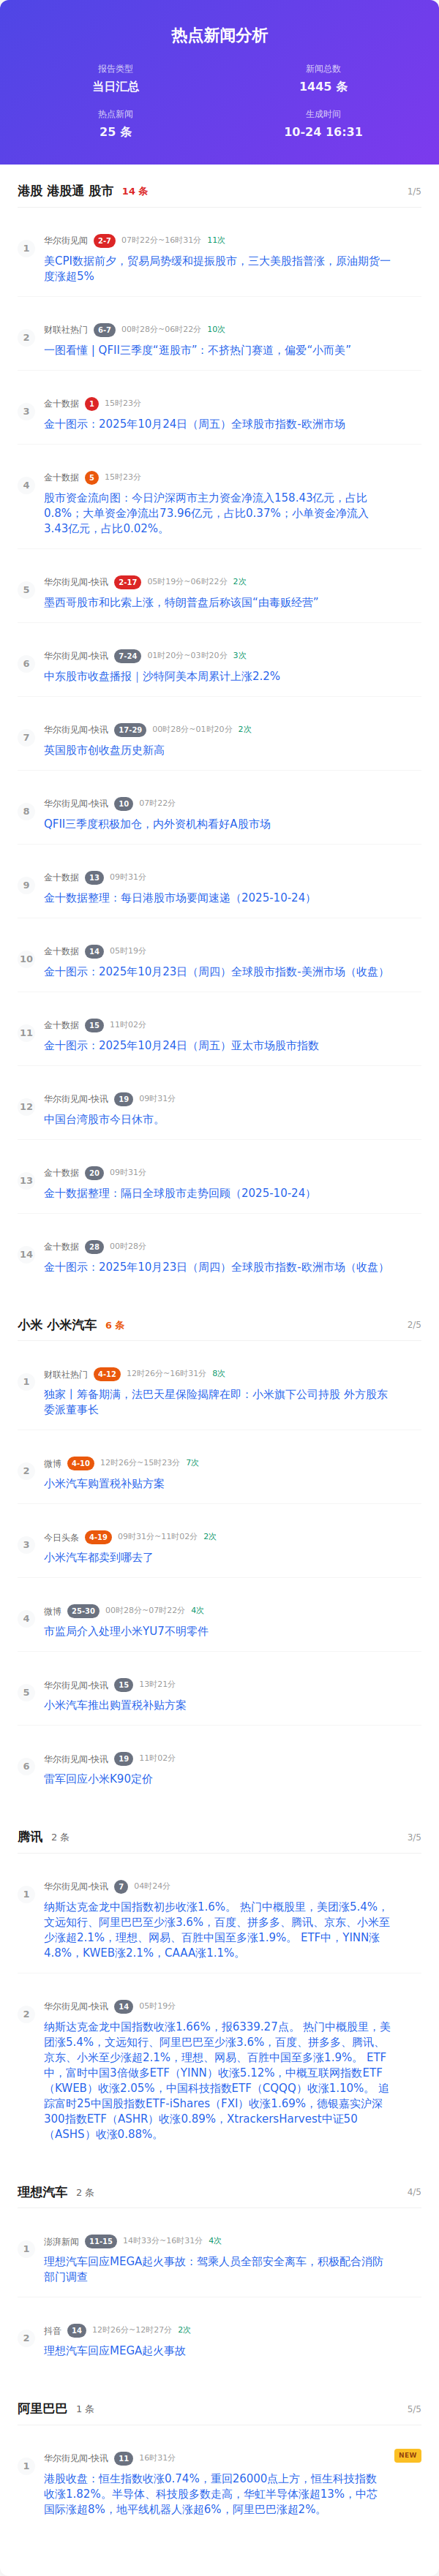 热点新闻分析
报告类型
新闻总数
当日汇总
1445 条
热点新闻
生成时间
25 条
10-24 16:31
港股 港股通 股市 14 条 1/5
1
华尔街见闻 2-7 07时22分~16时31分 11次
美CPI数据前夕，贸易局势缓和提振股市，三大美股指普涨，原油期货一
度涨超5%
2
财联社热门 6-7 00时28分~06时22分 10次
一图看懂 | QFII三季度“逛股市”：不挤热门赛道，偏爱“小而美”
3
金十数据 1 15时23分
金十图示：2025年10月24日（周五）全球股市指数-欧洲市场
4
金十数据 5 15时23分
股市资金流向图：今日沪深两市主力资金净流入158.43亿元，占比
0.8%；大单资金净流出73.96亿元，占比0.37%；小单资金净流入
3.43亿元，占比0.02%。
5
华尔街见闻-快讯 2-17 05时19分~06时22分 2次
墨西哥股市和比索上涨，特朗普盘后称该国“由毒贩经营”
6
华尔街见闻-快讯 7-24 01时20分~03时20分 3次
中东股市收盘播报｜沙特阿美本周累计上涨2.2%
7
华尔街见闻-快讯 17-29 00时28分~01时20分 2次
英国股市创收盘历史新高
8
华尔街见闻-快讯 10 07时22分
QFII三季度积极加仓，内外资机构看好A股市场
9
金十数据 13 09时31分
金十数据整理：每日港股市场要闻速递（2025-10-24）
10
金十数据 14 05时19分
金十图示：2025年10月23日（周四）全球股市指数-美洲市场（收盘）
11
金十数据 15 11时02分
金十图示：2025年10月24日（周五）亚太市场股市指数
12
华尔街见闻-快讯 19 09时31分
中国台湾股市今日休市。
13
金十数据 20 09时31分
金十数据整理：隔日全球股市走势回顾（2025-10-24）
14
金十数据 28 00时28分
金十图示：2025年10月23日（周四）全球股市指数-欧洲市场（收盘）
小米 小米汽车 6 条 2/5
1
财联社热门 4-12 12时26分~16时31分 8次
独家丨筹备期满，法巴天星保险揭牌在即：小米旗下公司持股 外方股东
委派董事长
2
微博 4-10 12时26分~15时23分 7次
小米汽车购置税补贴方案
3
今日头条 4-19 09时31分~11时02分 2次
小米汽车都卖到哪去了
4
微博 25-30 00时28分~07时22分 4次
市监局介入处理小米YU7不明零件
5
华尔街见闻-快讯 15 13时21分
小米汽车推出购置税补贴方案
6
华尔街见闻-快讯 19 11时02分
雷军回应小米K90定价
腾讯 2 条 3/5
1
华尔街见闻-快讯 7 04时24分
纳斯达克金龙中国指数初步收涨1.6%。 热门中概股里，美团涨5.4%，
文远知行、阿里巴巴至少涨3.6%，百度、拼多多、腾讯、京东、小米至
少涨超2.1%，理想、网易、百胜中国至多涨1.9%。 ETF中，YINN涨
4.8%，KWEB涨2.1%，CAAA涨1.1%。
2
华尔街见闻-快讯 14 05时19分
纳斯达克金龙中国指数收涨1.66%，报6339.27点。 热门中概股里，美
团涨5.4%，文远知行、阿里巴巴至少涨3.6%，百度、拼多多、腾讯、
京东、小米至少涨超2.1%，理想、网易、百胜中国至多涨1.9%。 ETF
中，富时中国3倍做多ETF（YINN）收涨5.12%，中概互联网指数ETF
（KWEB）收涨2.05%，中国科技指数ETF（CQQQ）收涨1.10%。 追
踪富时25中国股指数ETF-iShares（FXI）收涨1.69%，德银嘉实沪深
300指数ETF（ASHR）收涨0.89%，XtrackersHarvest中证50
（ASHS）收涨0.88%。
理想汽车 2 条 4/5
1
澎湃新闻 11-15 14时33分~16时31分 4次
理想汽车回应MEGA起火事故：驾乘人员全部安全离车，积极配合消防
部门调查
2
抖音 14 12时26分~12时27分 2次
理想汽车回应MEGA起火事故
阿里巴巴 1 条 5/5
1
华尔街见闻-快讯 11 16时31分 NEW
港股收盘：恒生指数收涨0.74%，重回26000点上方，恒生科技指数
收涨1.82%。半导体、科技股多数走高，华虹半导体涨超13%，中芯
国际涨超8%，地平线机器人涨超6%，阿里巴巴涨超2%。